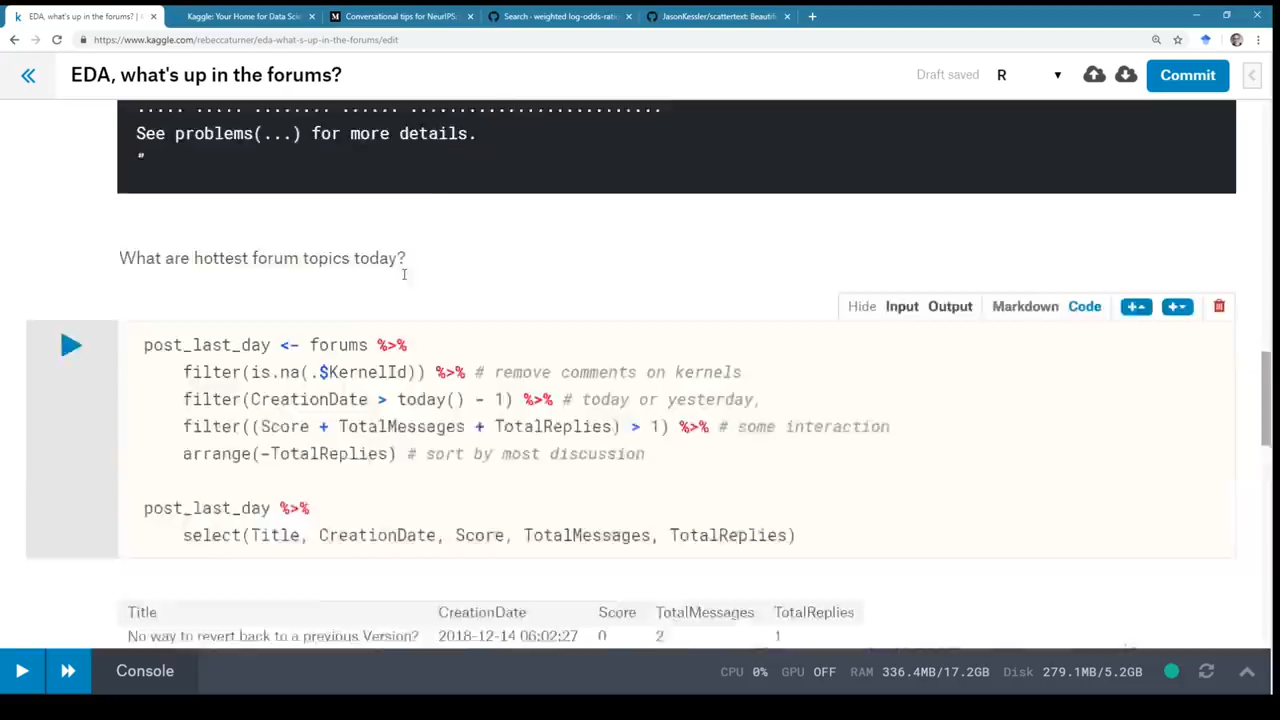 EDA, what's up in the forums? |
Kaggle: Your Home for Data Scie
Conversational tips for NeurIPS:
Search · weighted log-odds-ratio
JasonKessler/scattertext: Beautif
https://www.kaggle.com/rebeccaturner/eda-what-s-up-in-the-forums/edit
EDA, what's up in the forums?
Draft saved
R
Commit
See problems(...) for more details.
"
What are hottest forum topics today?
Hide Input Output Markdown Code
post_last_day <- forums %>%
filter(is.na(.$KernelId)) %>% # remove comments on kernels
filter(CreationDate > today() - 1) %>% # today or yesterday,
filter((Score + TotalMessages + TotalReplies) > 1) %>% # some interaction
arrange(-TotalReplies) # sort by most discussion
post_last_day %>%
select(Title, CreationDate, Score, TotalMessages, TotalReplies)
Title CreationDate Score TotalMessages TotalReplies
No way to revert back to a previous Version? 2018-12-14 06:02:27 0 2 1
Console
CPU 0% GPU OFF RAM 336.4MB/17.2GB Disk 279.1MB/5.2GB